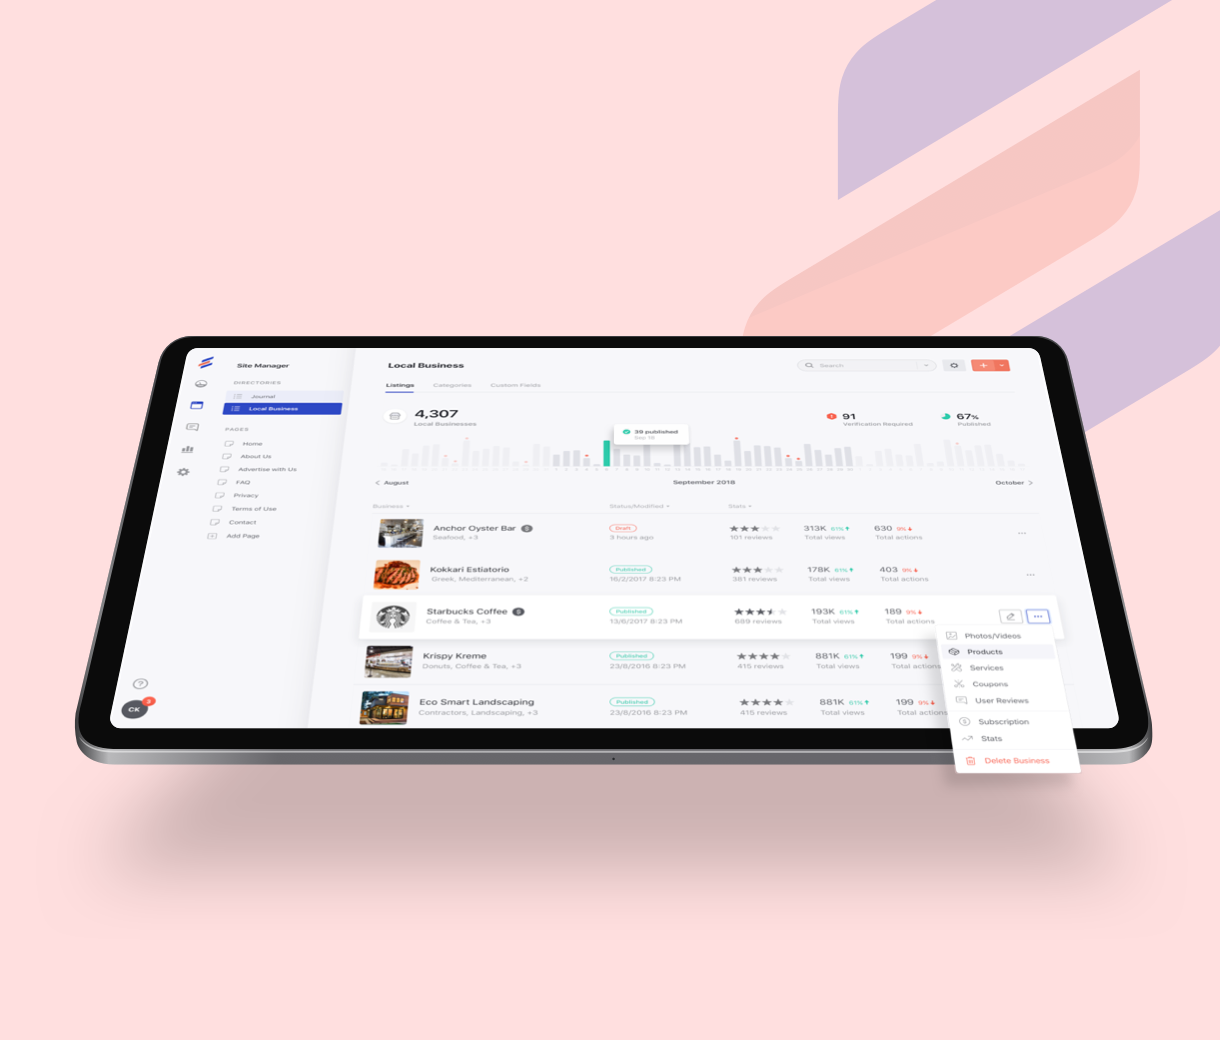 Site Manager
DIRECTORIES
Journal
Local Business
PAGES
Home
About Us
Advertise with Us
FAQ
Privacy
Terms of Use
Contact
Add Page
CK
3
Local Business
Search
Listings
Categories
Custom Fields
4,307
Local Businesses
91
Verification Required
67%
Published
39 published
Sep 19
August
September 2018
October
Business
Status/Modified
Stats
Anchor Oyster Bar
Seafood, +3
Draft
3 hours ago
101 reviews
313K 61%
Total views
630 9%
Total actions
Kokkari Estiatorio
Greek, Mediterranean, +2
Published
16/2/2017 8:23 PM
381 reviews
178K 61%
Total views
403 9%
Total actions
Starbucks Coffee
Coffee & Tea, +3
Published
13/6/2017 8:23 PM
689 reviews
193K 61%
Total views
189 9%
Total actions
Krispy Kreme
Donuts, Coffee & Tea, +3
Published
23/8/2016 8:23 PM
415 reviews
881K 61%
Total views
199 9%
Total actions
Eco Smart Landscaping
Contractors, Landscaping, +3
Published
23/8/2016 8:23 PM
415 reviews
881K 61%
Total views
199 9%
Total actions
Photos/Videos
Products
Services
Coupons
User Reviews
Subscription
Stats
Delete Business